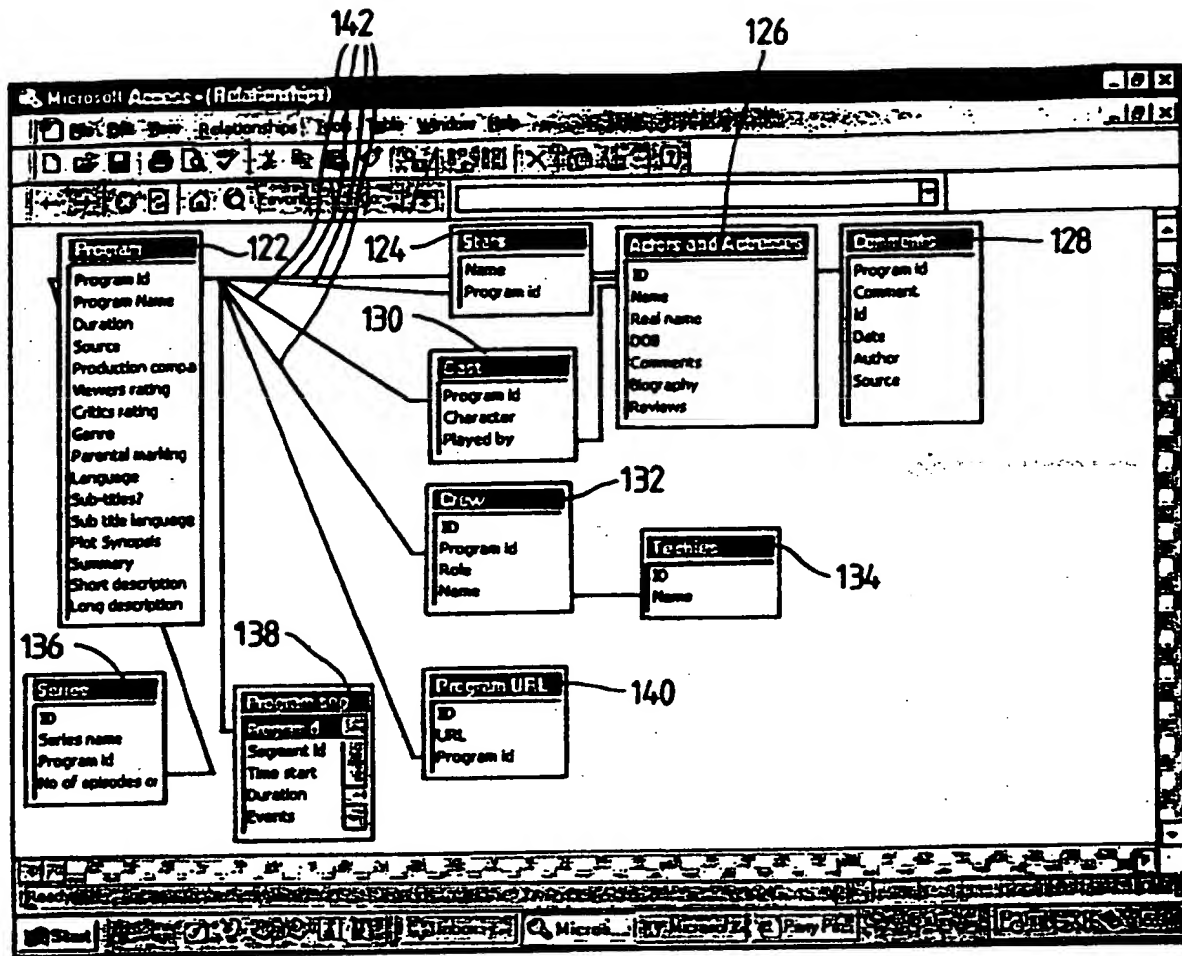 142
126
Microsoft Access - (Relationships)
Relationships
Window
Program
122
Program Id
Program Name
Duration
Source
Production compa
Viewers rating
Critics rating
Genre
Parental marking
Language
Sub-titles?
Sub title language
Plot Synopsis
Summary
Short description
Long description
124
Stars
Name
Program id
Actors and Actresses
ID
Name
Real name
DOB
Comments
Biography
Reviews
Comments
128
Program id
Comment
Id
Date
Author
Source
130
Cast
Program Id
Character
Played by
132
Crew
ID
Program Id
Role
Name
Techies
134
ID
Name
136
Series
ID
Series name
Program id
No of episodes or
138
Program
Segment Id
Time start
Duration
Events
Program URL
140
ID
URL
Program id
Ready
Start
Inbox
Micros...
Microsoft